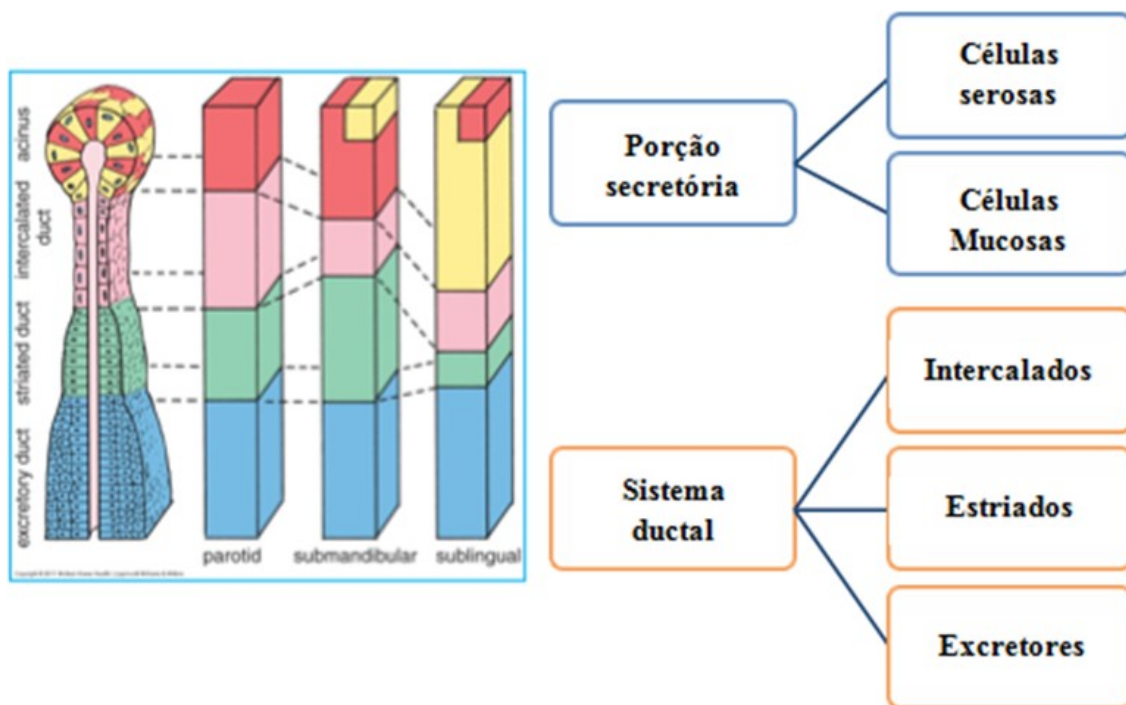 acinus
intercalated
duct
striated duct
excretory duct
parotid
submandibular
sublingual
Porção
secretória
Células
serosas
Células
Mucosas
Sistema
ductal
Intercalados
Estriados
Excretores